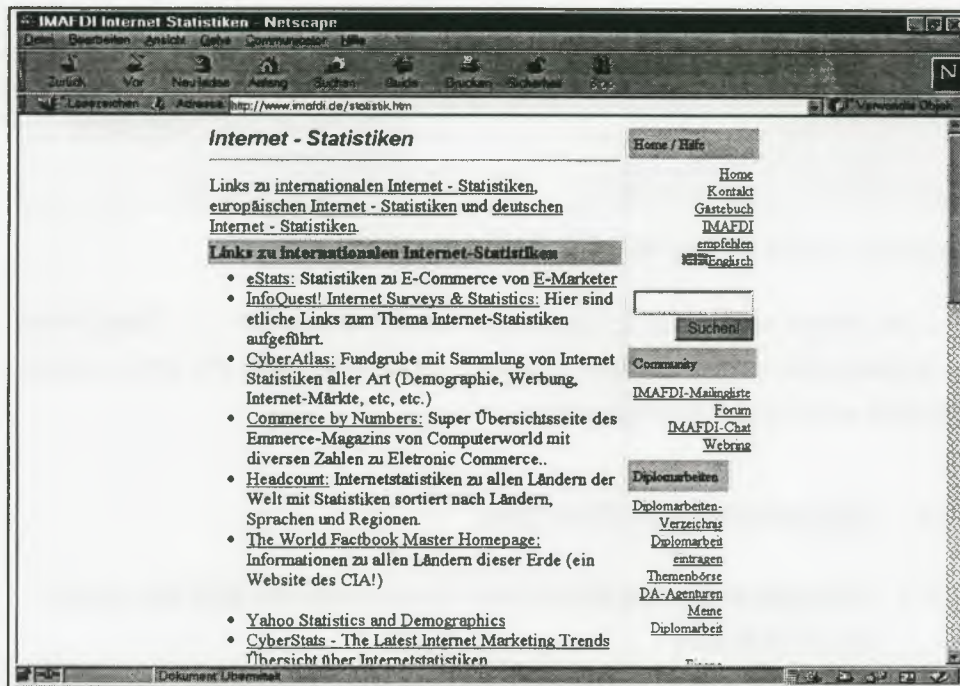 IMAFDI Internet Statistiken - Netscape
Datei Bearbeiten Ansicht Gehe Communicator Hilfe
Zurück Vor Neu laden Anfang Suchen Guide Drucken Sicherheit Stop
N
Lesezeichen Adresse http://www.imafdi.de/statistik.htm Verwandte Objek
Internet - Statistiken
Links zu internationalen Internet - Statistiken,
europäischen Internet - Statistiken und deutschen
Internet - Statistiken.
Links zu internationalen Internet-Statistiken
• eStats: Statistiken zu E-Commerce von E-Marketer
• InfoQuest! Internet Surveys & Statistics: Hier sind
etliche Links zum Thema Internet-Statistiken
aufgeführt.
• CyberAtlas: Fundgrube mit Sammlung von Internet
Statistiken aller Art (Demographie, Werbung,
Internet-Märkte, etc, etc.)
• Commerce by Numbers: Super Übersichtsseite des
Emmerce-Magazins von Computerworld mit
diversen Zahlen zu Eletronic Commerce..
• Headcount: Internetstatistiken zu allen Ländern der
Welt mit Statistiken sortiert nach Ländern,
Sprachen und Regionen.
• The World Factbook Master Homepage:
Informationen zu allen Ländern dieser Erde (ein
Website des CIA!)
• Yahoo Statistics and Demographics
• CyberStats - The Latest Internet Marketing Trends
Übersicht über Internetstatistiken
Home / Hilfe
Home
Kontakt
Gästebuch
IMAFDI
empfehlen
Englisch
Suchen!
Community
IMAFDI-Mailingliste
Forum
IMAFDI-Chat
Webring
Diplomarbeiten
Diplomarbeiten-
Verzeichnis
Diplomarbeit
eintragen
Themenbörse
DA-Agenturen
Meine
Diplomarbeit
Dokument Übermittelt